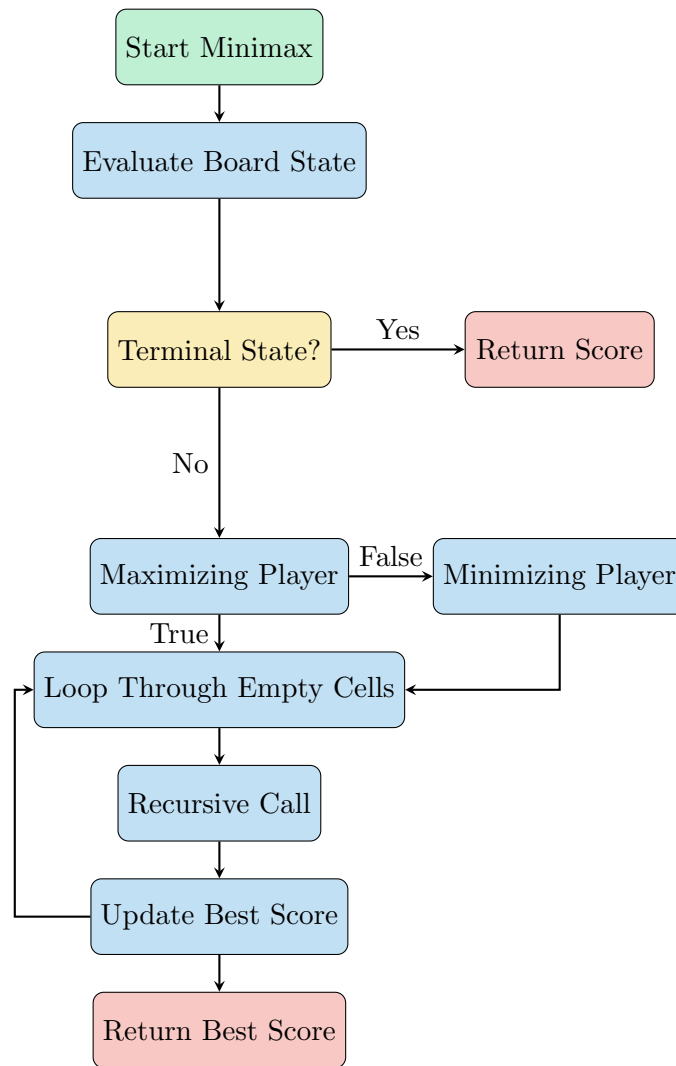 Start Minimax
Evaluate Board State
Terminal State?
Yes
Return Score
No
Maximizing Player
False
Minimizing Player
True
Loop Through Empty Cells
Recursive Call
Update Best Score
Return Best Score